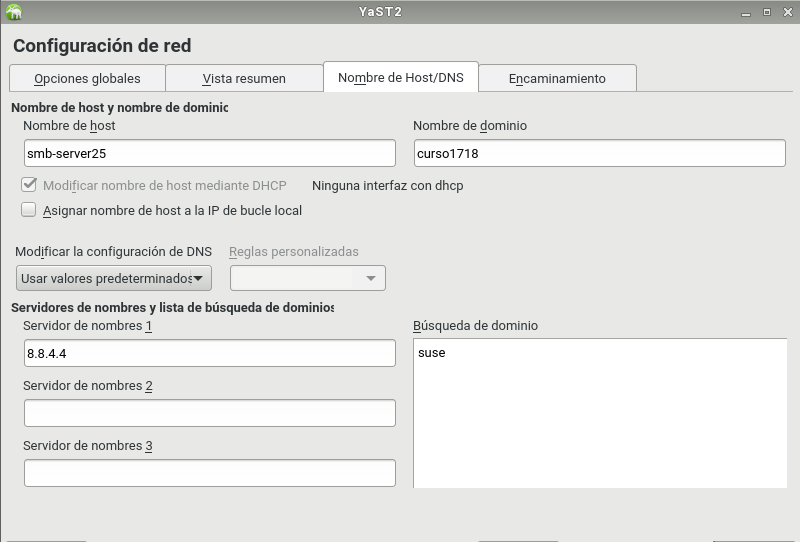 YaST2
Configuración de red
Opciones globales Vista resumen Nombre de Host/DNS Encaminamiento
Nombre de host y nombre de dominic
Nombre de host Nombre de dominio
smb-server25 curso1718
Modificar nombre de host mediante DHCP Ninguna interfaz con dhcp
Asignar nombre de host a la IP de bucle local
Modificar la configuración de DNS Reglas personalizadas
Usar valores predeterminados
Servidores de nombres y lista de búsqueda de dominios
Servidor de nombres 1 Búsqueda de dominio
8.8.4.4 suse
Servidor de nombres 2
Servidor de nombres 3